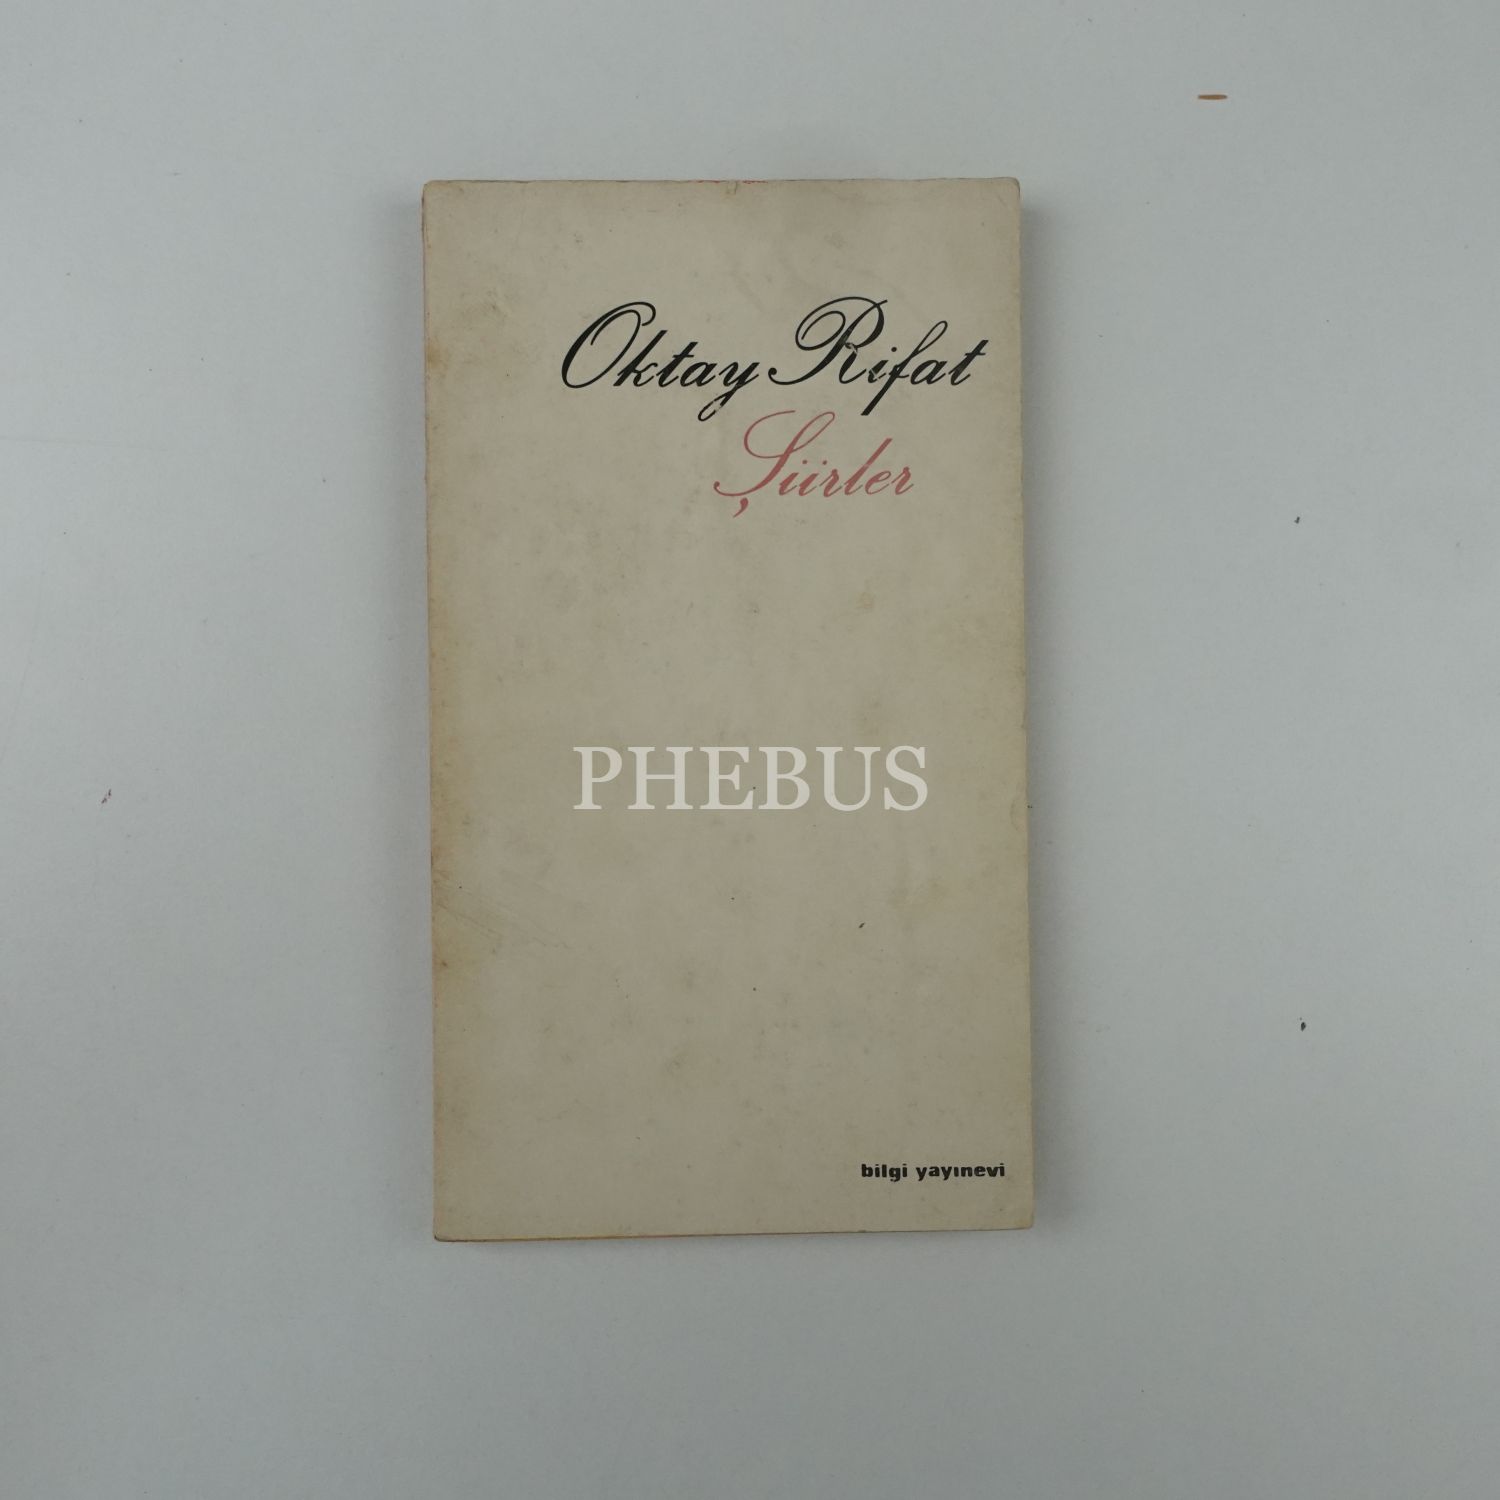 Oktay Rifat
Şiirler
PHEBUS
bilgi yayınevi